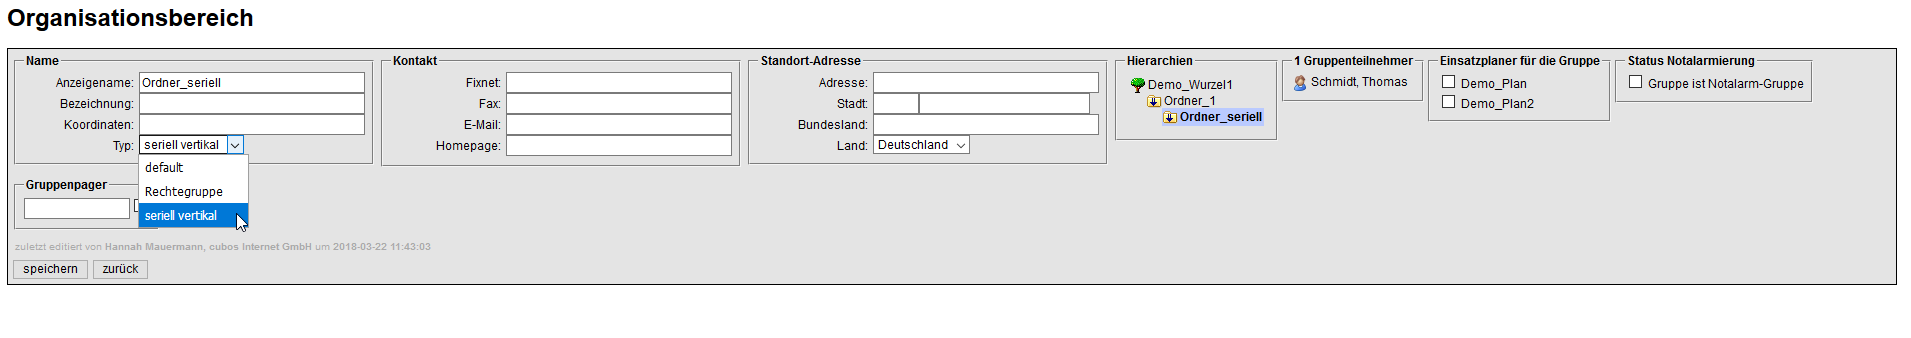 Organisationsbereich
Name
Anzeigename: Ordner_seriell
Bezeichnung:
Koordinaten:
Typ: seriell vertikal
default
Rechtegruppe
seriell vertikal
Kontakt
Fixnet:
Fax:
E-Mail:
Homepage:
Standort-Adresse
Adresse:
Stadt:
Bundesland:
Land: Deutschland
Hierarchien
Demo_Wurzel1
Ordner_1
Ordner_seriell
1 Gruppenteilnehmer
Schmidt, Thomas
Einsatzplaner für die Gruppe
Demo_Plan
Demo_Plan2
Status Notalarmierung
Gruppe ist Notalarm-Gruppe
Gruppenpager
zuletzt editiert von Hannah Mauermann, cubos Internet GmbH um 2018-03-22 11:43:03
speichern zurück